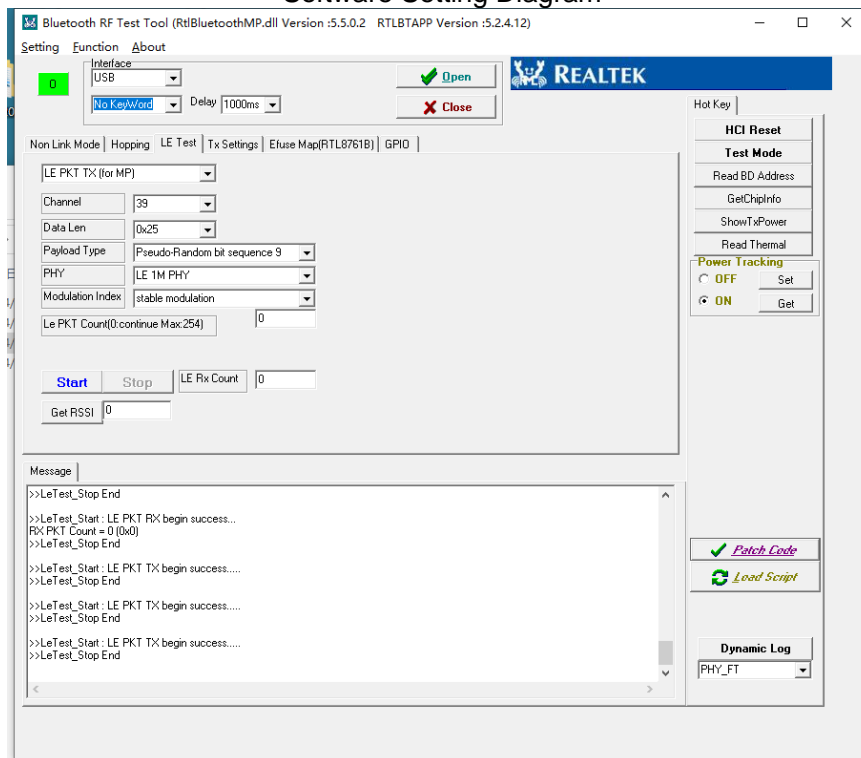 Software Setting Diagram
Bluetooth RF Test Tool (RtlBluetoothMP.dll Version :5.5.0.2 RTLBTAPP Version :5.2.4.12)
Setting Function About
Interface
0
USB
Open
REALTEK
No KeyWord
Delay
1000ms
Close
Hot Key
HCI Reset
Non Link Mode
Hopping
LE Test
Tx Settings
Efuse Map(RTL8761B)
GPIO
Test Mode
LE PKT TX (for MP)
Read BD Address
Channel
39
GetChipInfo
Data Len
0x25
ShowTxPower
Payload Type
Pseudo-Random bit sequence 9
Read Thermal
PHY
LE 1M PHY
Power Tracking
OFF
Set
Modulation Index
stable modulation
ON
Get
Le PKT Count(0:continue Max:254)
0
Start
Stop
LE Rx Count
0
Get RSSI
0
Message
>>LeTest_Stop End
>>LeTest_Start : LE PKT RX begin success...
RX PKT Count = 0 (0x0)
>>LeTest_Stop End
>>LeTest_Start : LE PKT TX begin success.....
>>LeTest_Stop End
>>LeTest_Start : LE PKT TX begin success.....
>>LeTest_Stop End
>>LeTest_Start : LE PKT TX begin success.....
>>LeTest_Stop End
Patch Code
Load Script
Dynamic Log
PHY_FT